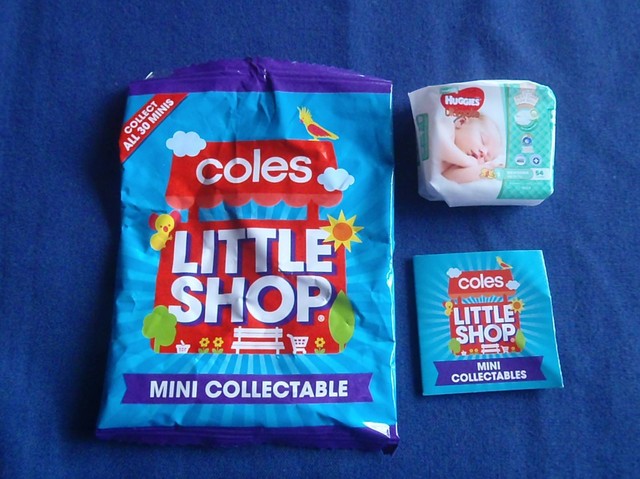 COLLECT
ALL 30 MINIS
coles
LITTLE
SHOP
MINI COLLECTABLE
HUGGIES
54
coles
LITTLE
SHOP
MINI
COLLECTABLES